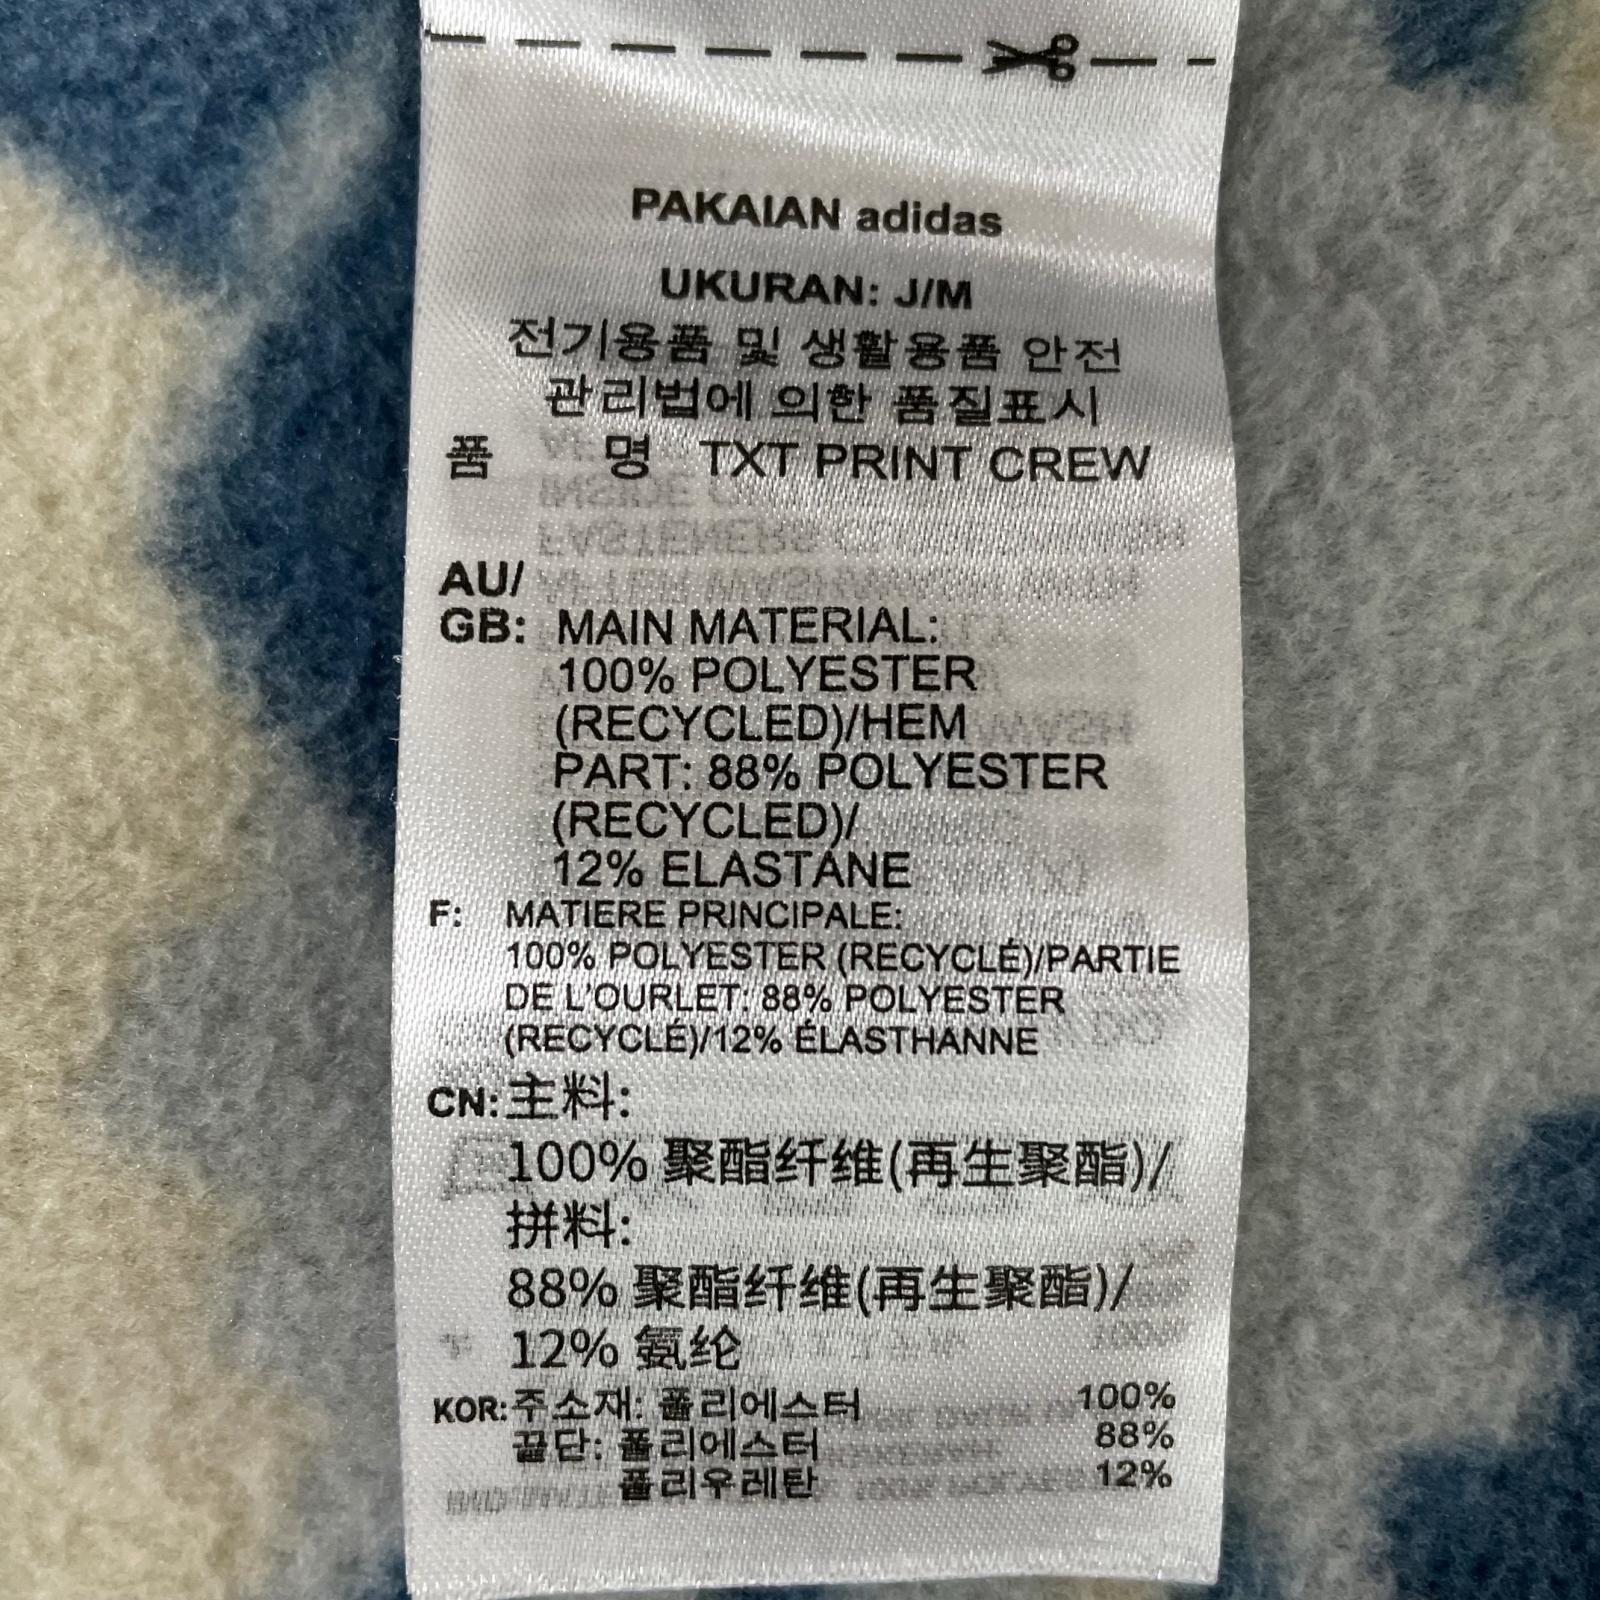 PAKAIAN adidas
UKURAN: J/M
전기용품 및 생활용품 안전
관리법에 의한 품질표시
품 명 TXT PRINT CREW
AU/
GB: MAIN MATERIAL:
100% POLYESTER
(RECYCLED)/HEM
PART: 88% POLYESTER
(RECYCLED)/
12% ELASTANE
F: MATIERE PRINCIPALE:
100% POLYESTER (RECYCLÉ)/PARTIE
DE L'OURLET: 88% POLYESTER
(RECYCLÉ)/12% ÉLASTHANNE
CN: 主料:
100% 聚酯纤维(再生聚酯)/
拼料:
88% 聚酯纤维(再生聚酯)/
12% 氨纶
KOR: 주소재: 폴리에스터 100%
끝단: 폴리에스터 88%
폴리우레탄 12%